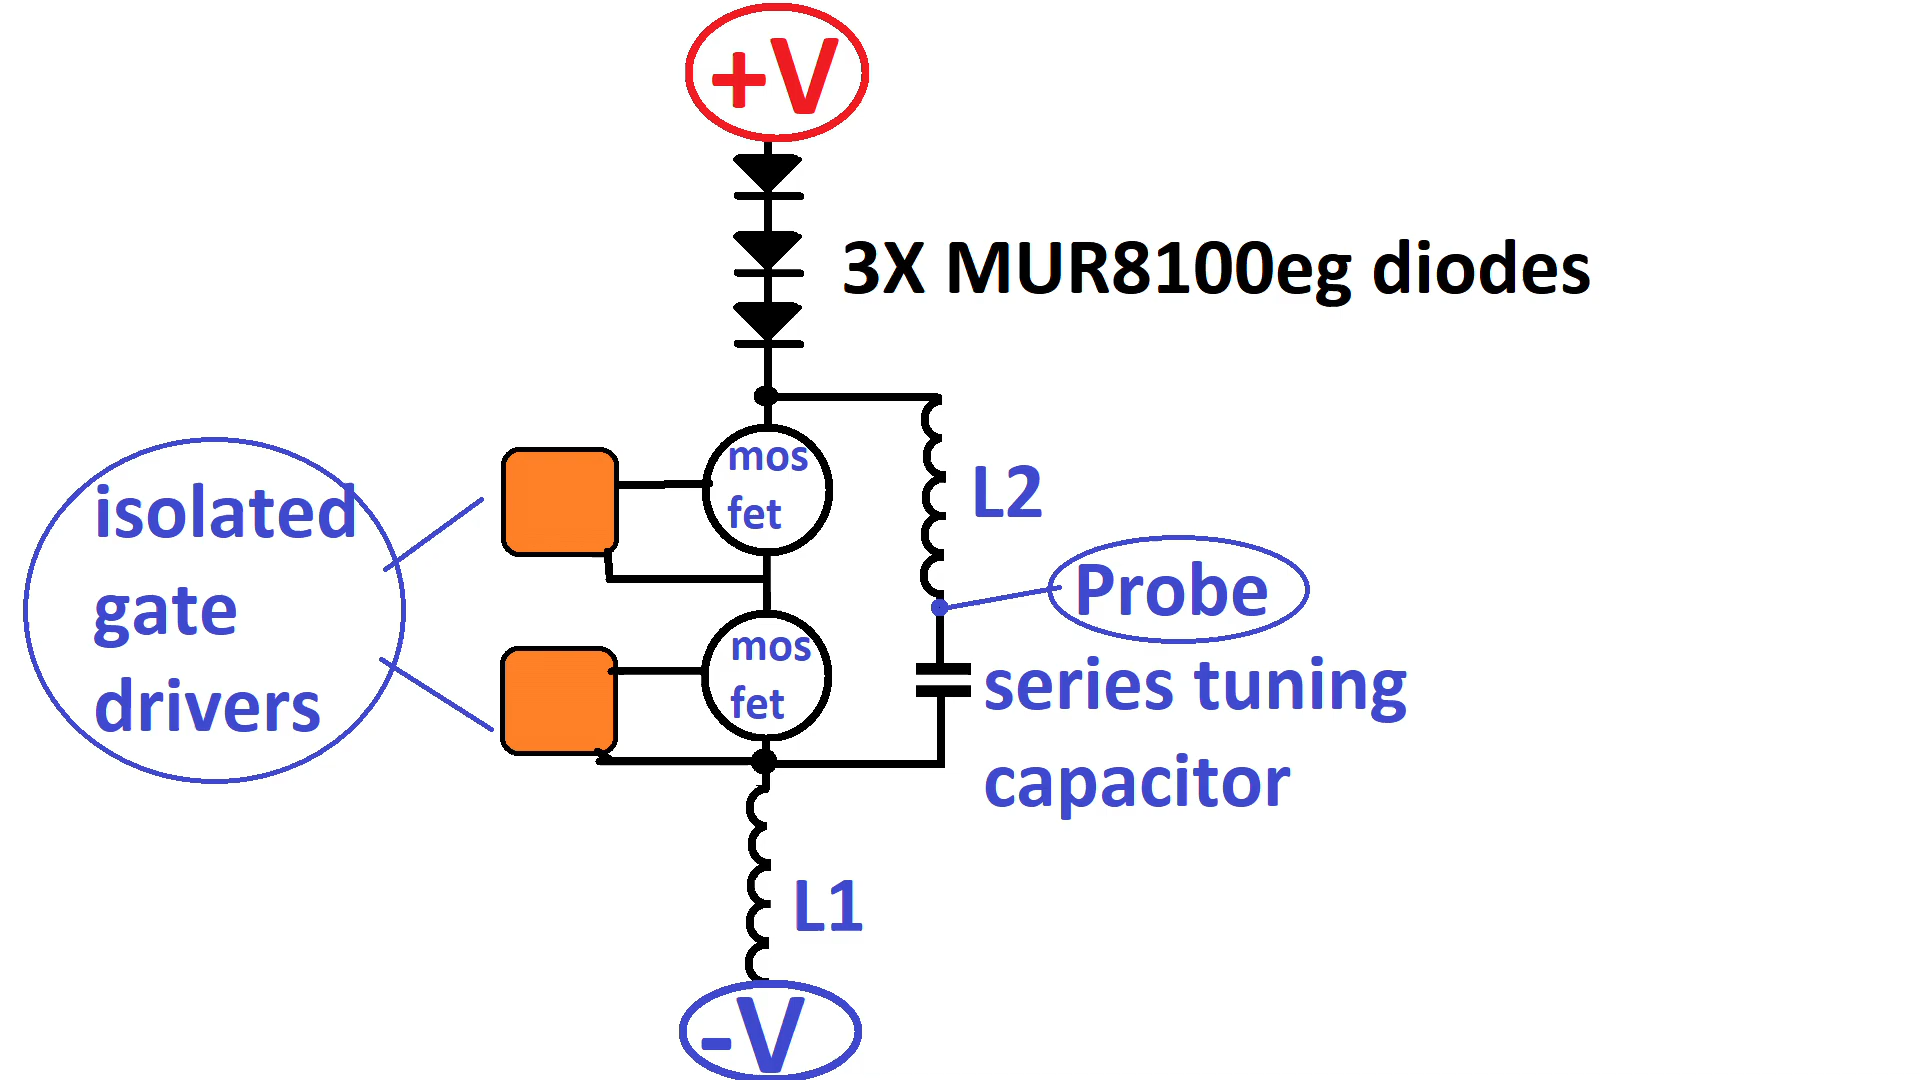 +V
3X MUR8100eg diodes
mos
fet
L2
isolated
gate
drivers
Probe
mos
fet
series tuning
capacitor
L1
-V